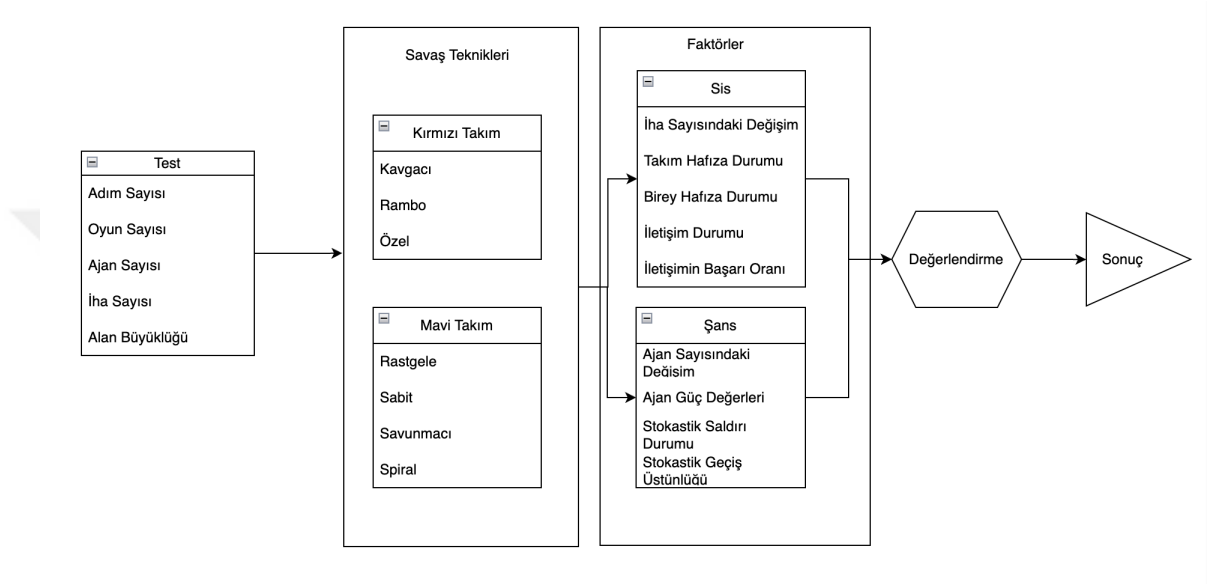 Test
Adım Sayısı
Oyun Sayısı
Ajan Sayısı
İha Sayısı
Alan Büyüklüğü
Savaş Teknikleri
Kırmızı Takım
Kavgacı
Rambo
Özel
Mavi Takım
Rastgele
Sabit
Savunmacı
Spiral
Faktörler
Sis
İha Sayısındaki Değişim
Takım Hafıza Durumu
Birey Hafıza Durumu
İletişim Durumu
İletişimin Başarı Oranı
Şans
Ajan Sayısındaki
Değişim
Ajan Güç Değerleri
Stokastik Saldırı
Durumu
Stokastik Geçiş
Üstünlüğü
Değerlendirme
Sonuç